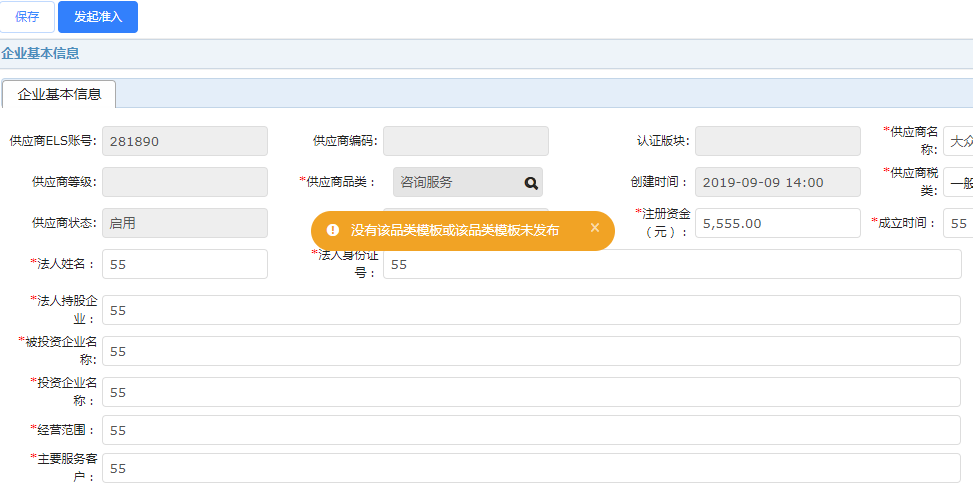 保存
发起准入
企业基本信息
企业基本信息
供应商ELS账号:
281890
供应商编码:
认证版块:
*供应商名
称:
大众
供应商等级:
*供应商品类：
咨询服务
创建时间：
2019-09-09 14:00
*供应商税
类:
一般
供应商状态:
启用
没有该品类模板或该品类模板未发布
×
*注册资金
（元）:
5,555.00
*成立时间：
55
*法人姓名：
55
*法人身份证
号：
55
*法人持股企
业：
55
*被投资企业名
称:
55
*投资企业名
称：
55
*经营范围：
55
*主要服务客
户：
55